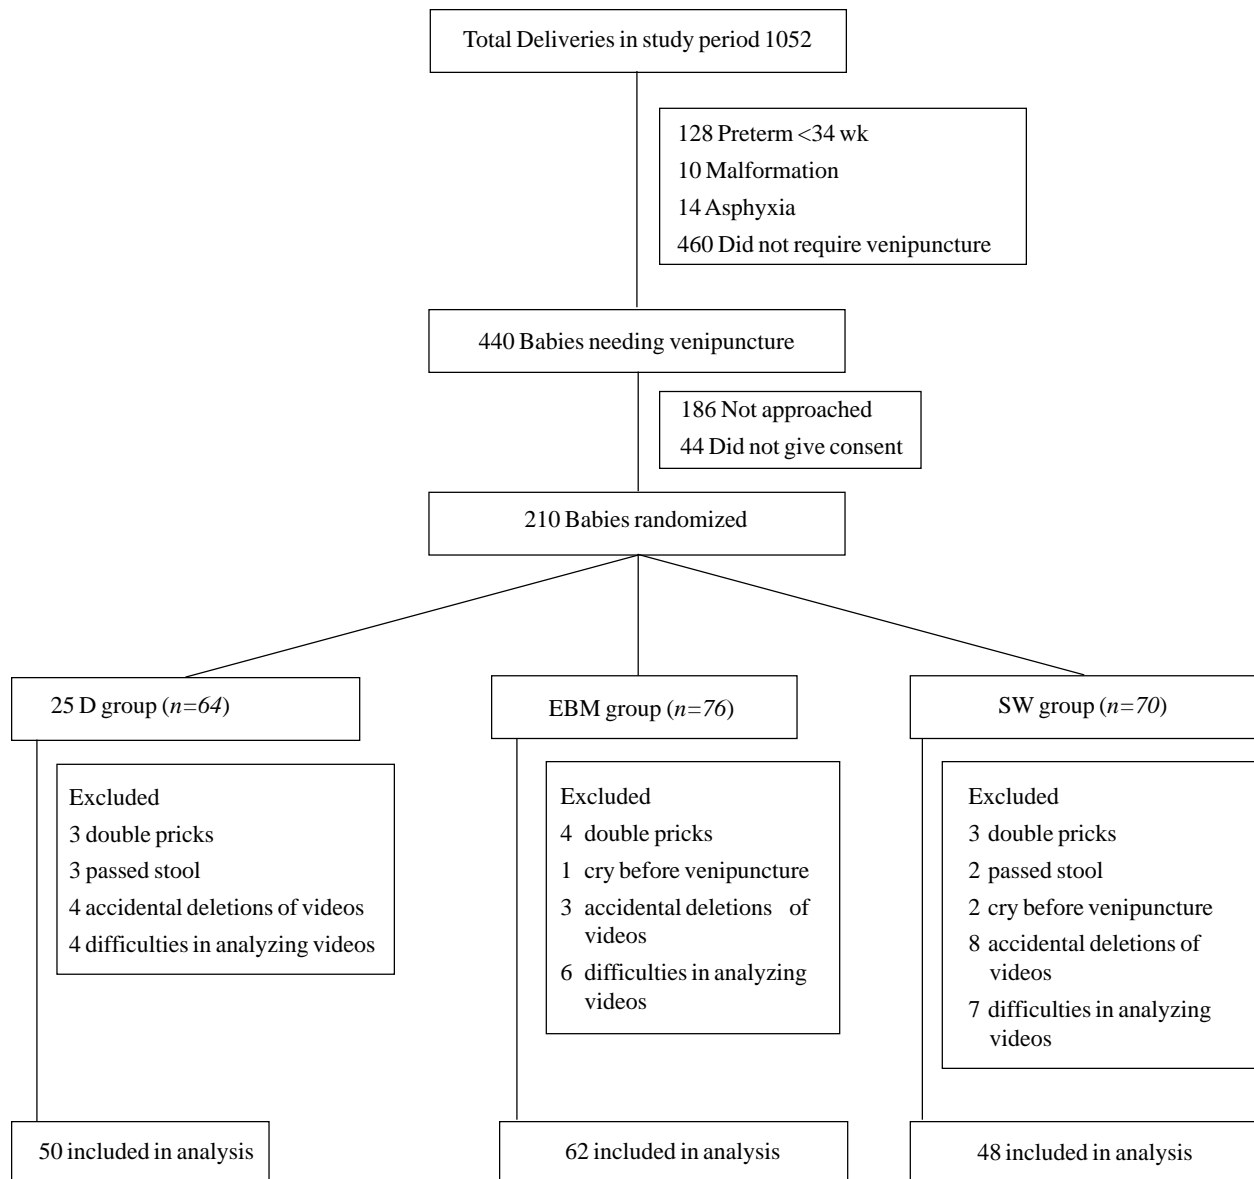 Total Deliveries in study period 1052
128 Preterm <34 wk
10 Malformation
14 Asphyxia
460 Did not require venipuncture
440 Babies needing venipuncture
186 Not approached
44 Did not give consent
210 Babies randomized
25 D group (n=64)
Excluded
3 double pricks
3 passed stool
4 accidental deletions of videos
4 difficulties in analyzing videos
50 included in analysis
EBM group (n=76)
Excluded
4 double pricks
1 cry before venipuncture
3 accidental deletions of
videos
6 difficulties in analyzing
videos
62 included in analysis
SW group (n=70)
Excluded
3 double pricks
2 passed stool
2 cry before venipuncture
8 accidental deletions of
videos
7 difficulties in analyzing
videos
48 included in analysis